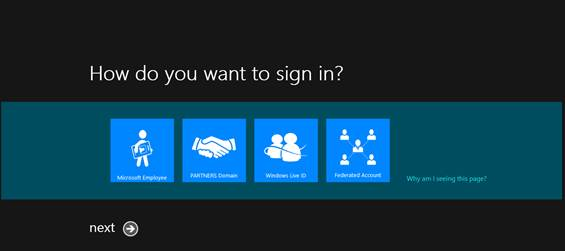 How do you want to sign in?
Microsoft Employee
PARTNERS Domain
Windows Live ID
Federated Account
Why am I seeing this page?
next